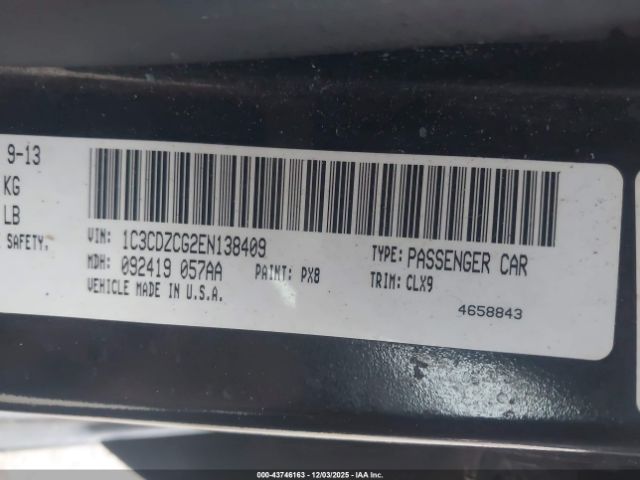 9-13
KG
LB
SAFETY.
VIN: 1C3CDZCG2EN138409
TYPE: PASSENGER CAR
MDH: 092419 057AA
PAINT: PX8
TRIM: CLX9
VEHICLE MADE IN U.S.A.
4658843
000-43746163 - 12/03/2025 - IAA Inc.